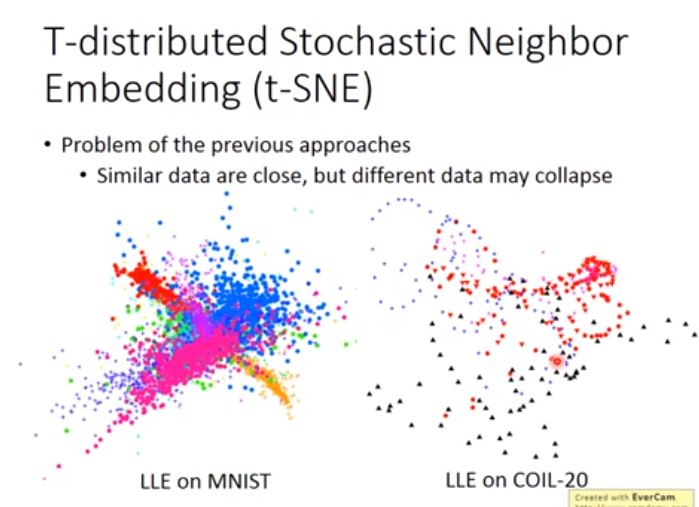 T-distributed Stochastic Neighbor
Embedding (t-SNE)
• Problem of the previous approaches
• Similar data are close, but different data may collapse
LLE on MNIST
LLE on COIL-20
Created with EverCam.